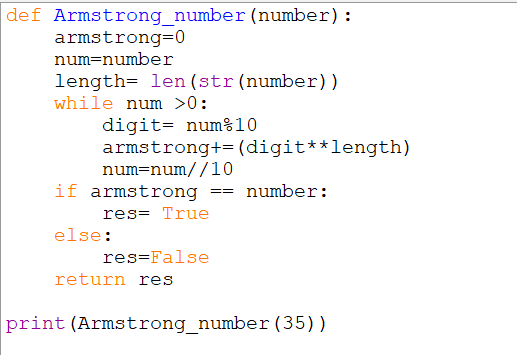 def Armstrong_number(number):
    armstrong=0
    num=number
    length= len(str(number))
    while num >0:
        digit= num%10
        armstrong+=(digit**length)
        num=num//10
    if armstrong == number:
        res= True
    else:
        res=False
    return res

print(Armstrong_number(35))